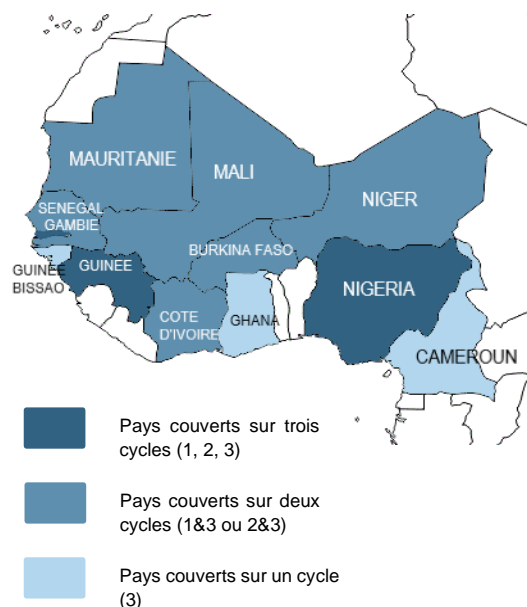 MAURITANIE
MALI
NIGER
SENEGAL
GAMBIE
BURKINA FASO
GUINEE
GUINEE
BISSAO
NIGERIA
COTE
D'IVOIRE
GHANA
CAMEROUN
Pays couverts sur trois
cycles (1, 2, 3)
Pays couverts sur deux
cycles (1&3 ou 2&3)
Pays couverts sur un cycle
(3)